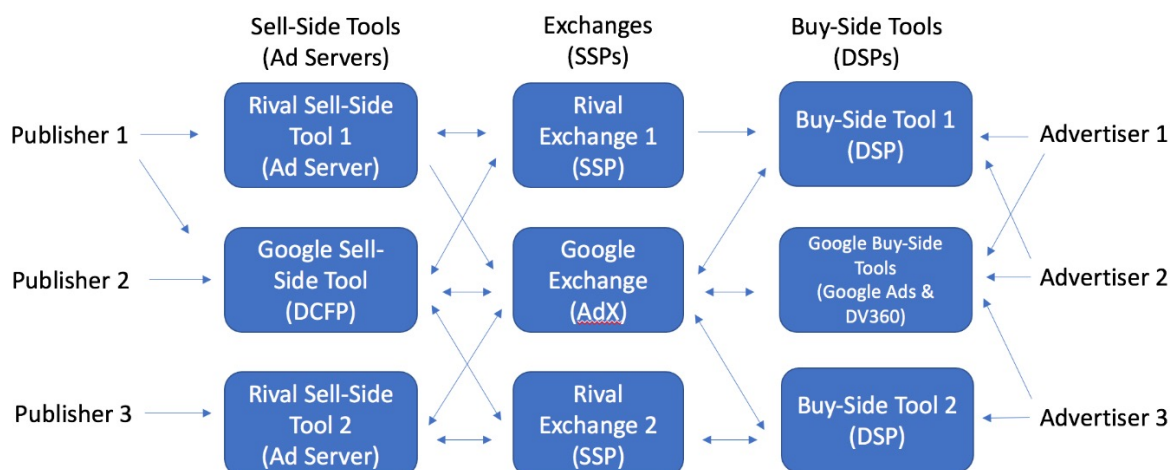 Sell-Side Tools
(Ad Servers)
Exchanges
(SSPs)
Buy-Side Tools
(DSPs)
Publisher 1
Rival Sell-Side
Tool 1
(Ad Server)
Rival
Exchange 1
(SSP)
Buy-Side Tool 1
(DSP)
Advertiser 1
Publisher 2
Google Sell-
Side Tool
(DCFP)
Google
Exchange
(AdX)
Google Buy-Side
Tools
(Google Ads &
DV360)
Advertiser 2
Publisher 3
Rival Sell-Side
Tool 2
(Ad Server)
Rival
Exchange 2
(SSP)
Buy-Side Tool 2
(DSP)
Advertiser 3